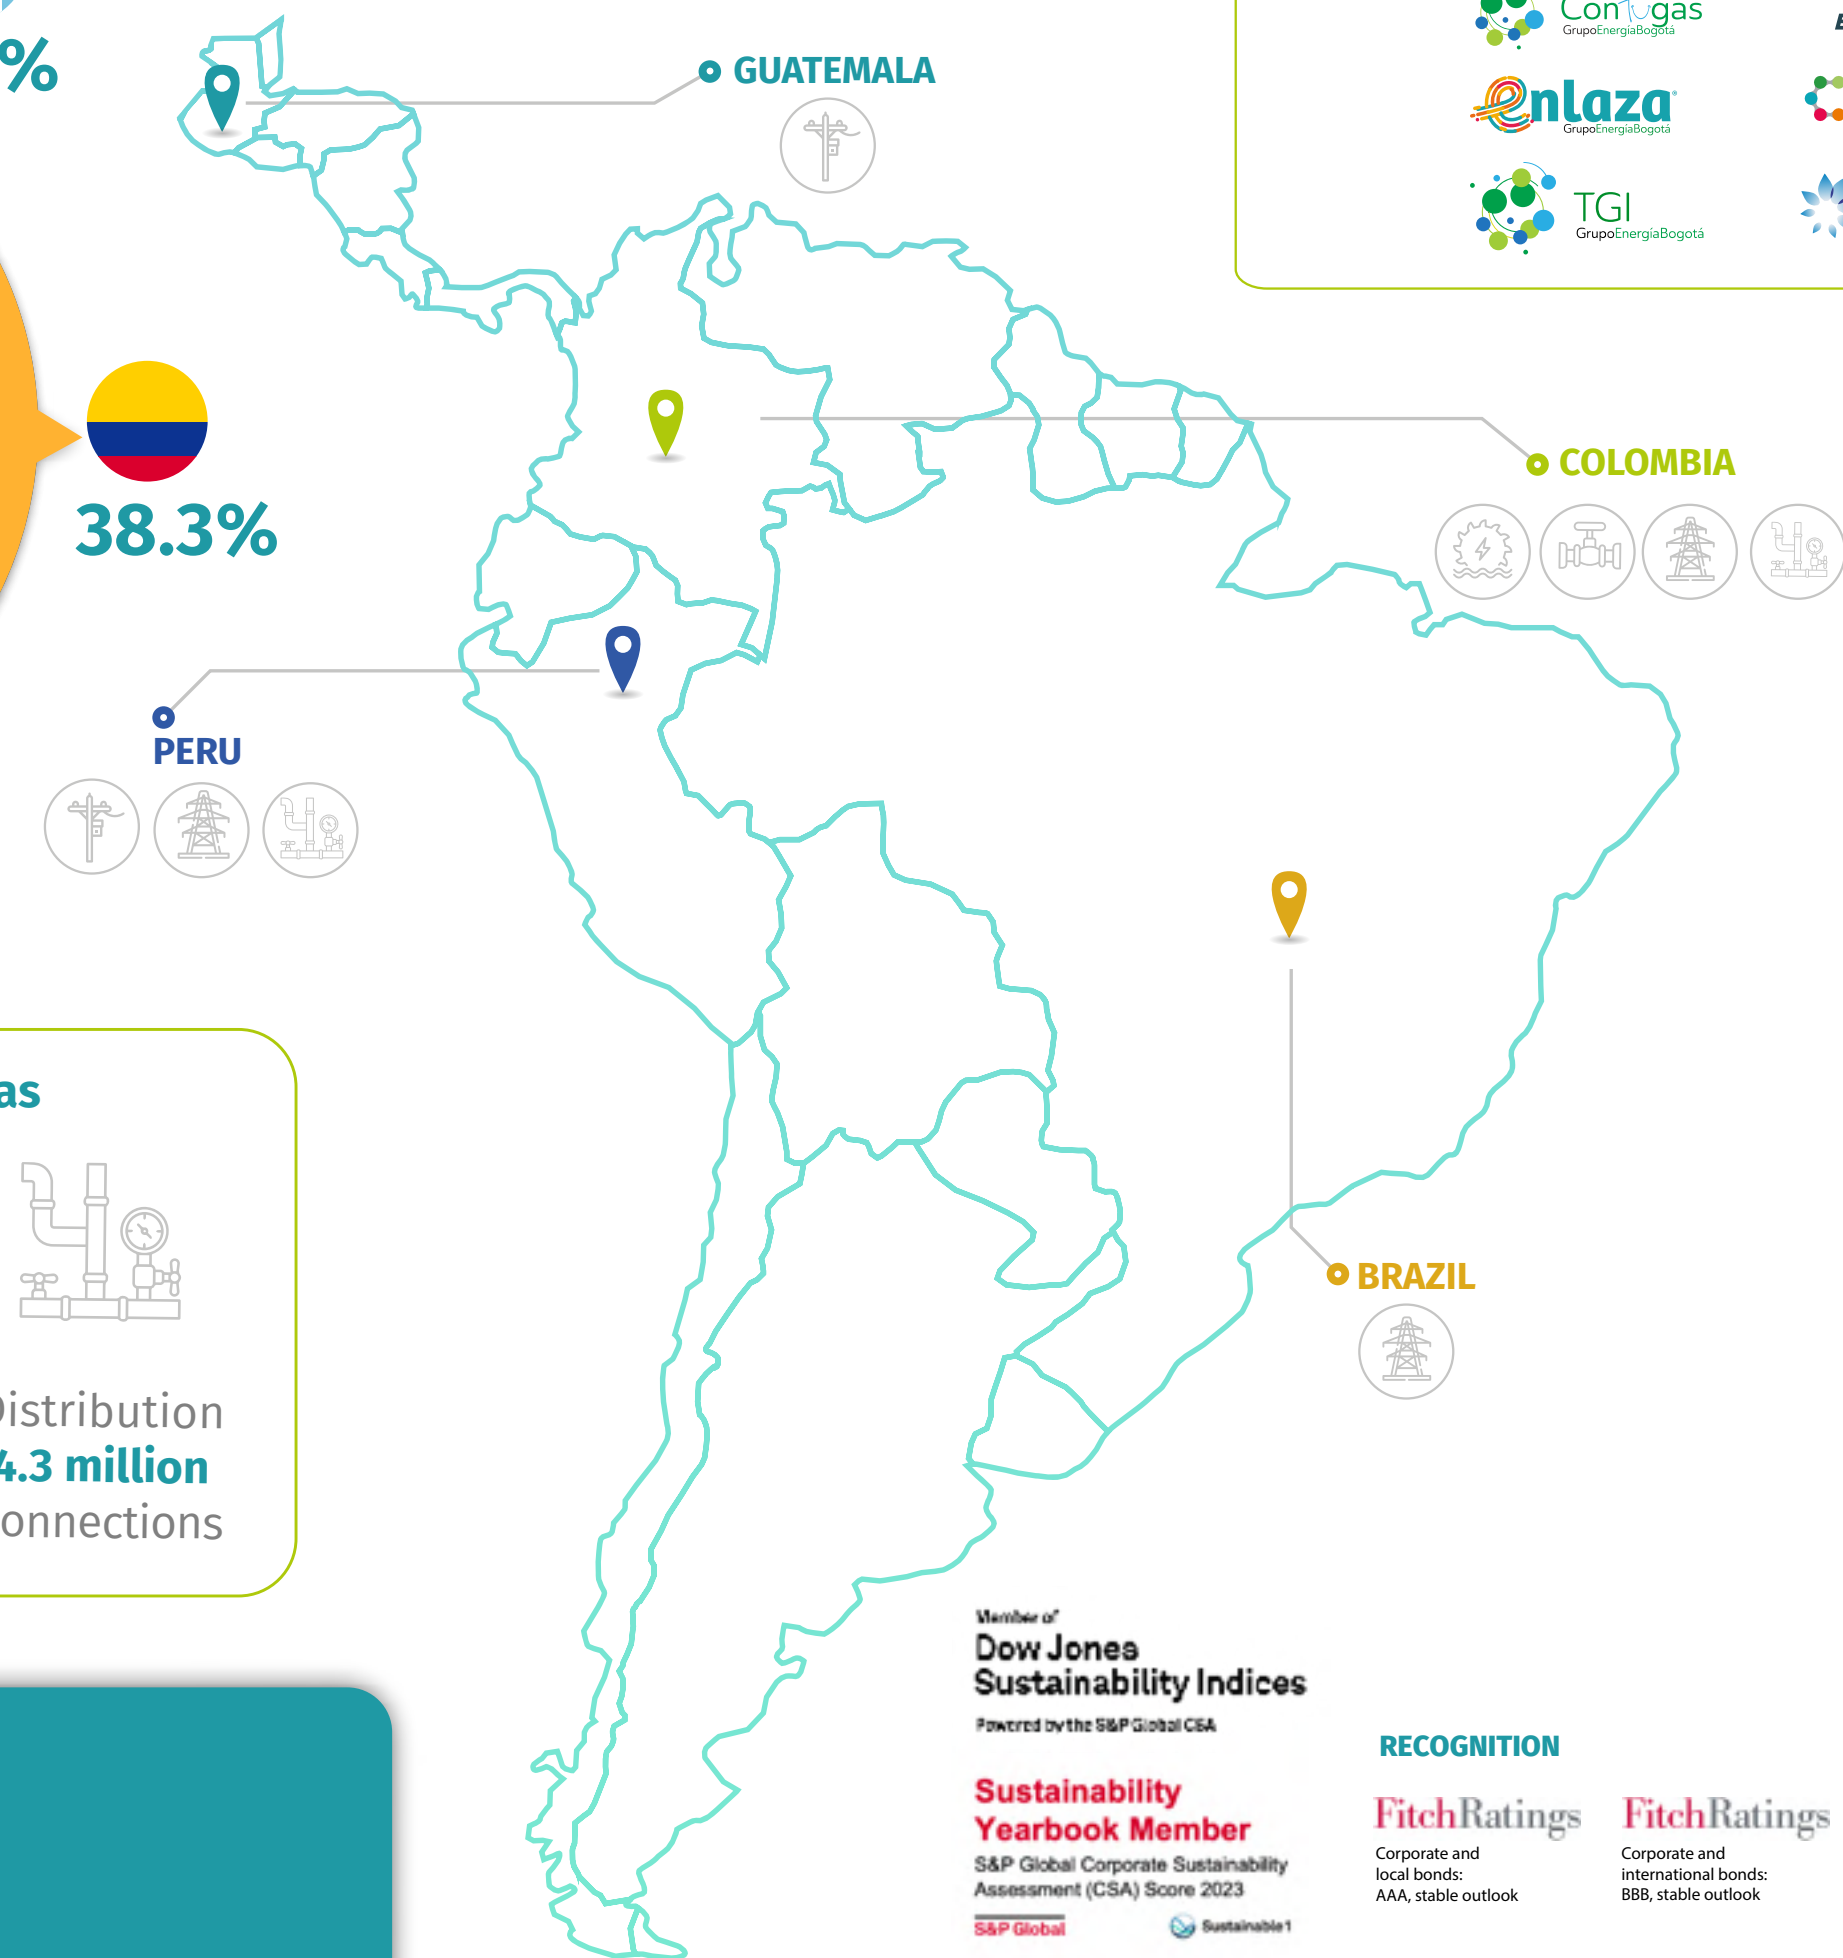 %
GUATEMALA
Contugas
GrupoEnergíaBogotá
enlaza
GrupoEnergíaBogotá
TGI
GrupoEnergíaBogotá
38.3%
COLOMBIA
PERU
as
Distribution
4.3 million
onnections
BRAZIL
Member of
Dow Jones
Sustainability Indices
Powered by the S&P Global CSA
Sustainability
Yearbook Member
S&P Global Corporate Sustainability
Assessment (CSA) Score 2023
S&P Global
Sustainable1
RECOGNITION
FitchRatings
Corporate and
local bonds:
AAA, stable outlook
FitchRatings
Corporate and
international bonds:
BBB, stable outlook